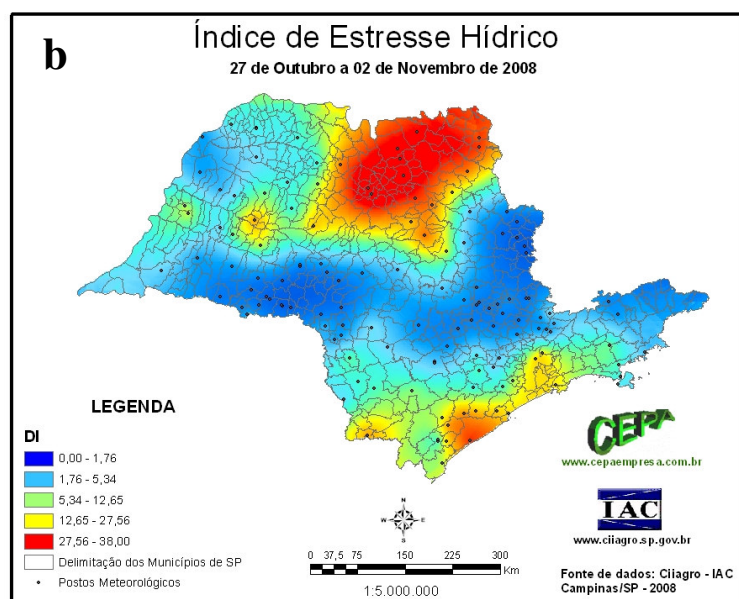 b
Índice de Estresse Hídrico
27 de Outubro a 02 de Novembro de 2008
LEGENDA
DI
0,00 - 1,76
1,76 - 5,34
5,34 - 12,65
12,65 - 27,56
27,56 - 38,00
Delimitação dos Municípios de SP
Postos Meteorológicos
N
W E
S
0 37,5 75 150 225 300
Km
1:5.000.000
CEPA
www.cepaempresa.com.br
IAC
www.ciiagro.sp.gov.br
Fonte de dados: Ciiagro - IAC
Campinas/SP - 2008